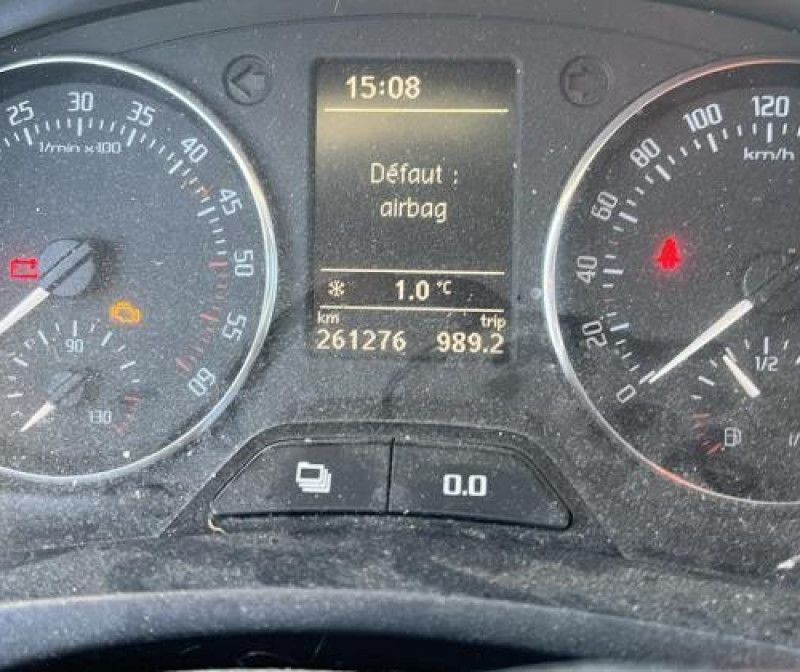 15:08
Défaut :
airbag
1.0 °C
km trip
261276 989.2
25 30 35 40 45 50 55 60
1/min x100
90
130
0 20 40 60 80 100 120
km/h
1/2
0.0